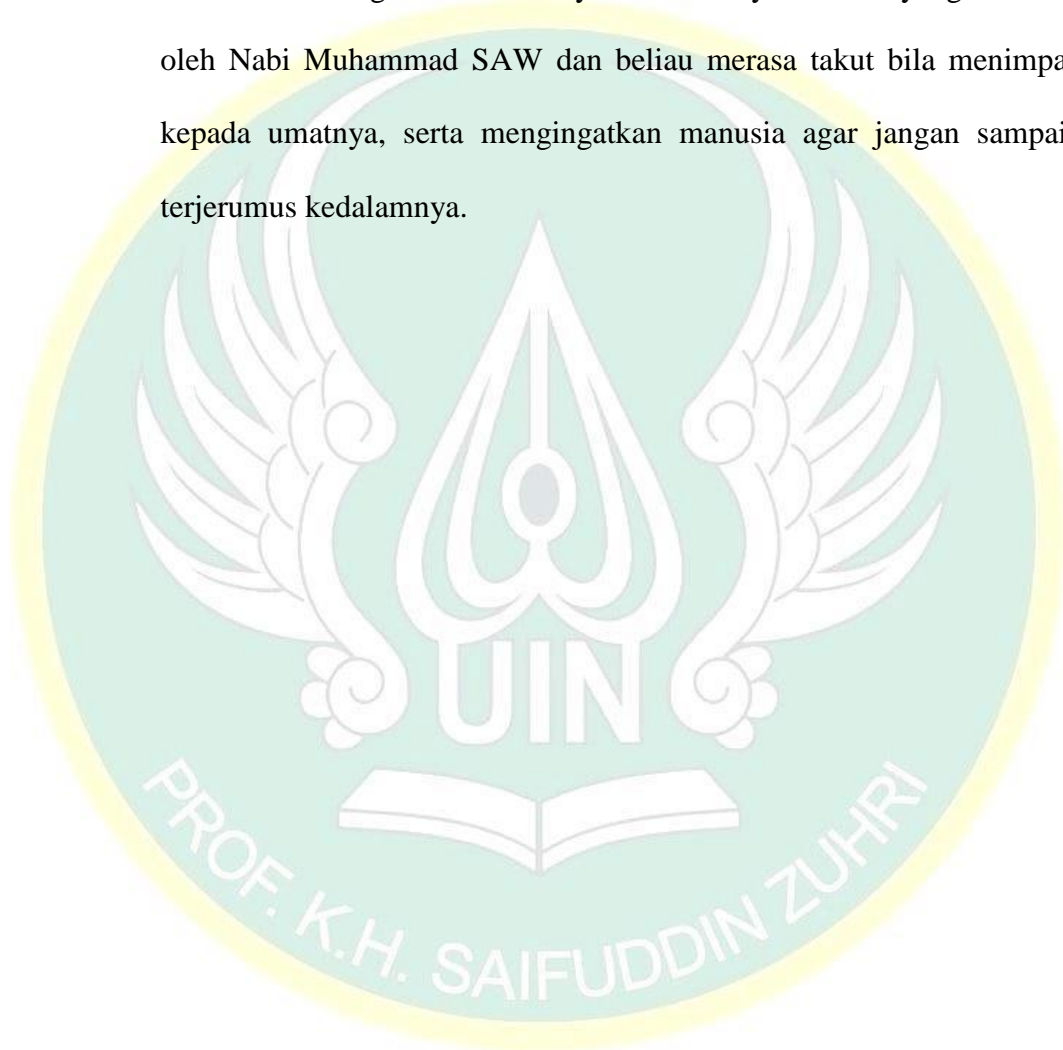 oleh Nabi Muhammad SAW dan beliau merasa takut bila menimpa
kepada umatnya, serta mengingatkan manusia agar jangan sampai
terjerumus kedalamnya.
UIN
PROF. K.H. SAIFUDDIN ZUHRI